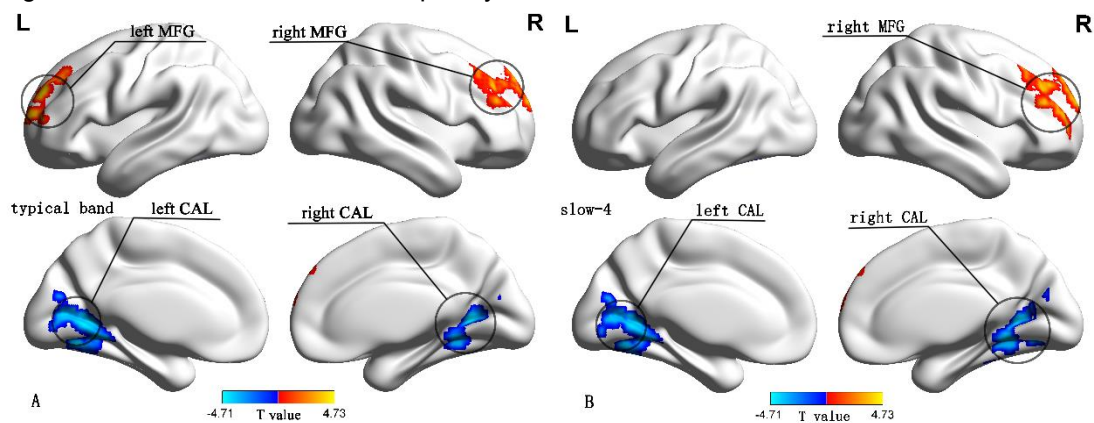 L
left MFG
right MFG
R
L
right MFG
R
typical band
left CAL
right CAL
slow-4
left CAL
right CAL
A
-4.71 T value 4.73
B
-4.71 T value 4.73